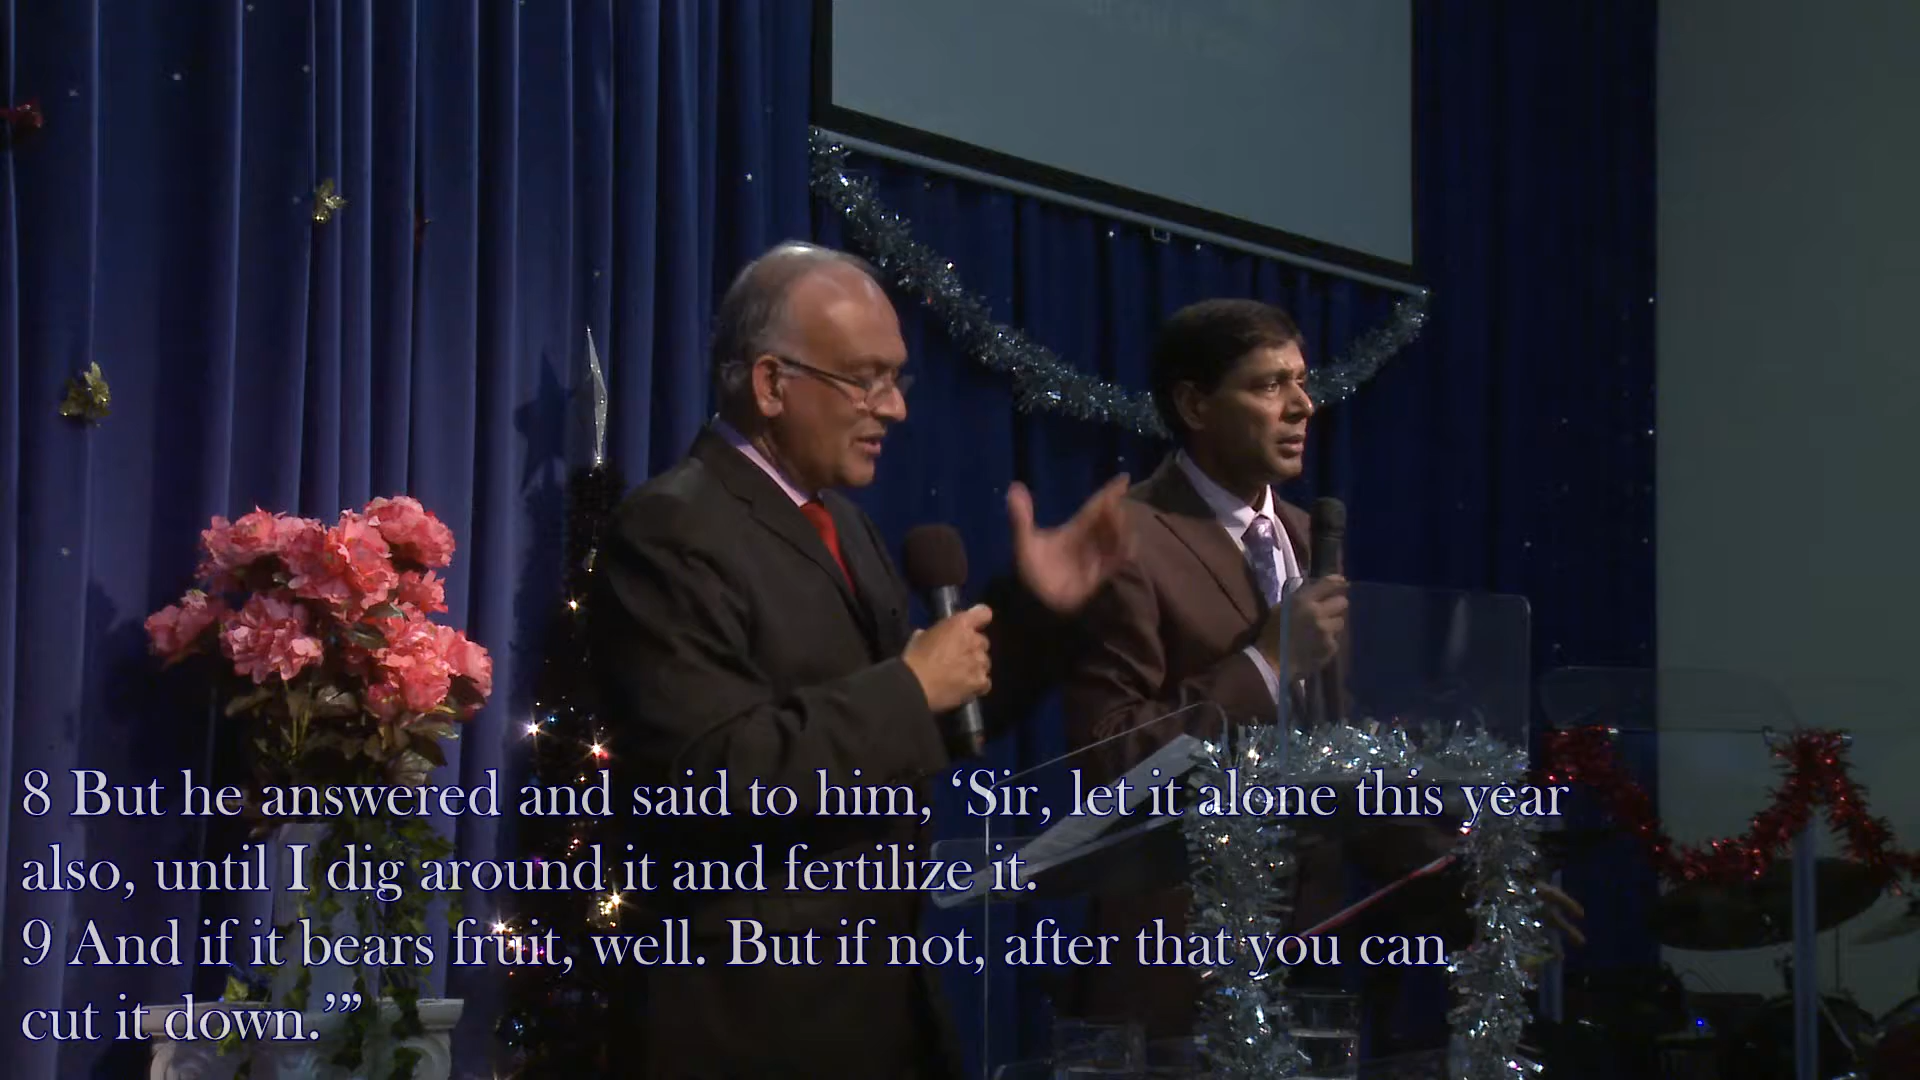 8 But he answered and said to him, ‘Sir, let it alone this year
also, until I dig around it and fertilize it.
9 And if it bears fruit, well. But if not, after that you can
cut it down.’”